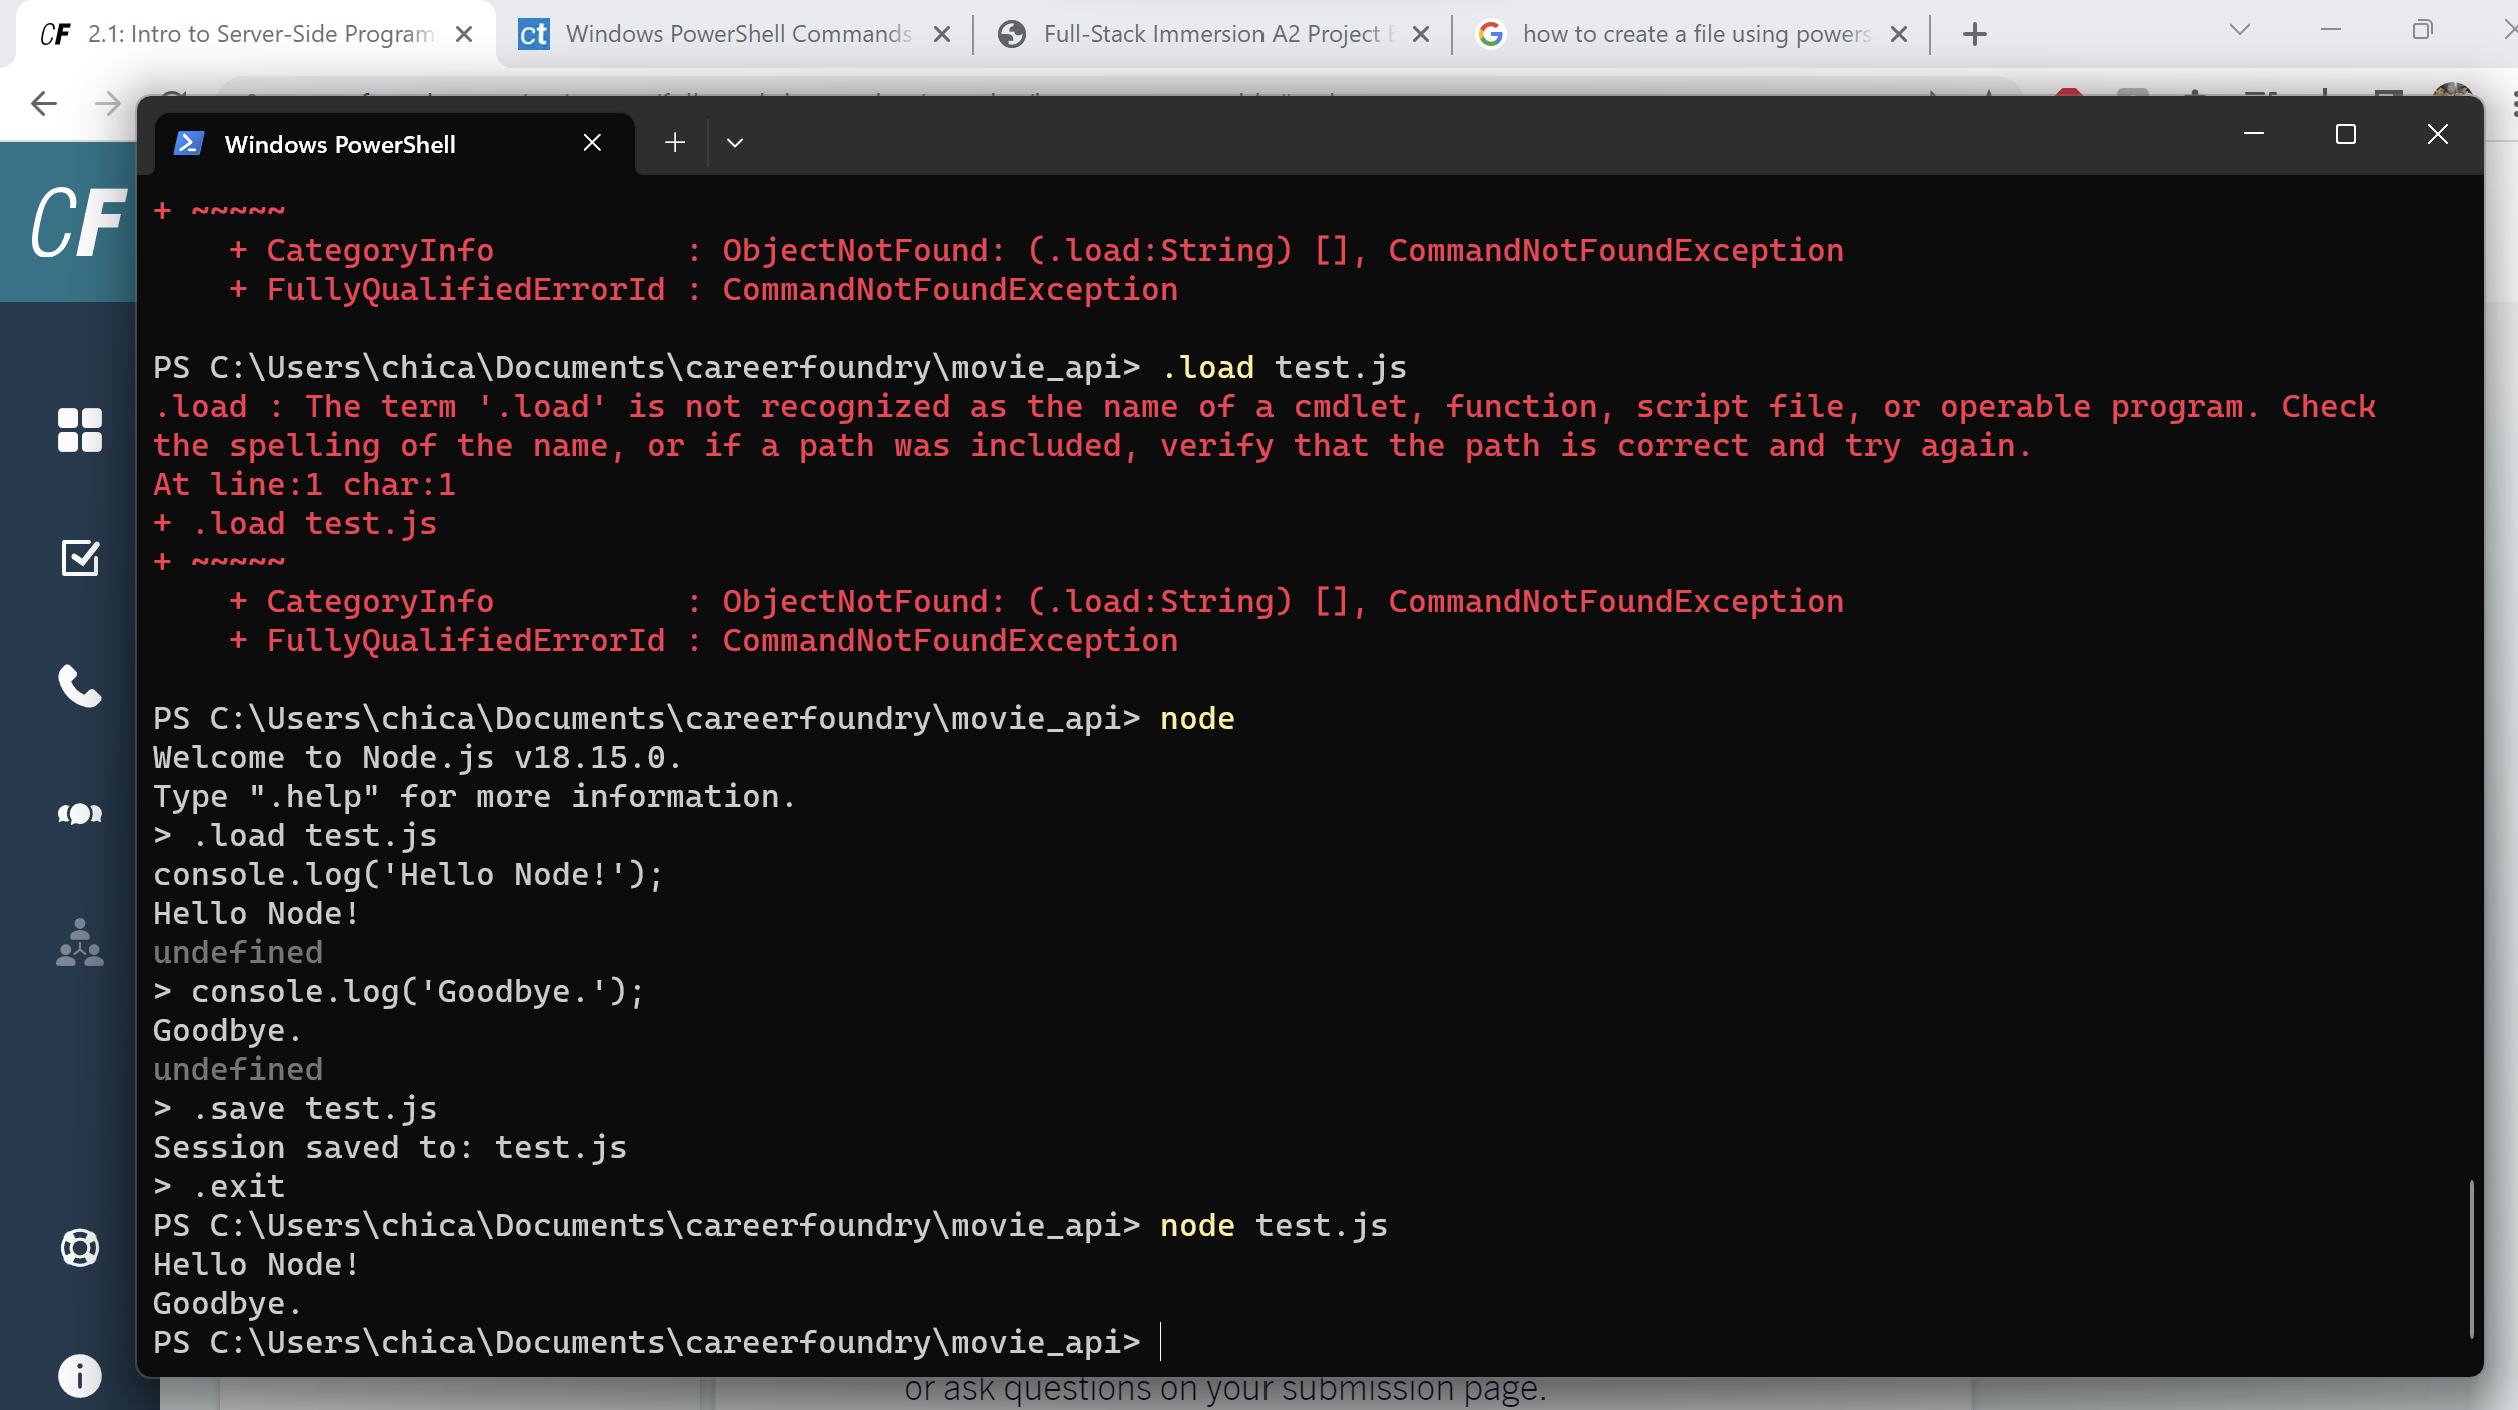 CF 2.1: Intro to Server-Side Program
ct Windows PowerShell Commands
Full-Stack Immersion A2 Project
how to create a file using powers
CF
Windows PowerShell
+ ~~~~~
+ CategoryInfo          : ObjectNotFound: (.load:String) [], CommandNotFoundException
+ FullyQualifiedErrorId : CommandNotFoundException
PS C:\Users\chica\Documents\careerfoundry\movie_api> .load test.js
.load : The term '.load' is not recognized as the name of a cmdlet, function, script file, or operable program. Check
the spelling of the name, or if a path was included, verify that the path is correct and try again.
At line:1 char:1
+ .load test.js
+ ~~~~~
+ CategoryInfo          : ObjectNotFound: (.load:String) [], CommandNotFoundException
+ FullyQualifiedErrorId : CommandNotFoundException
PS C:\Users\chica\Documents\careerfoundry\movie_api> node
Welcome to Node.js v18.15.0.
Type ".help" for more information.
> .load test.js
console.log('Hello Node!');
Hello Node!
undefined
> console.log('Goodbye.');
Goodbye.
undefined
> .save test.js
Session saved to: test.js
> .exit
PS C:\Users\chica\Documents\careerfoundry\movie_api> node test.js
Hello Node!
Goodbye.
PS C:\Users\chica\Documents\careerfoundry\movie_api>
or ask questions on your submission page.